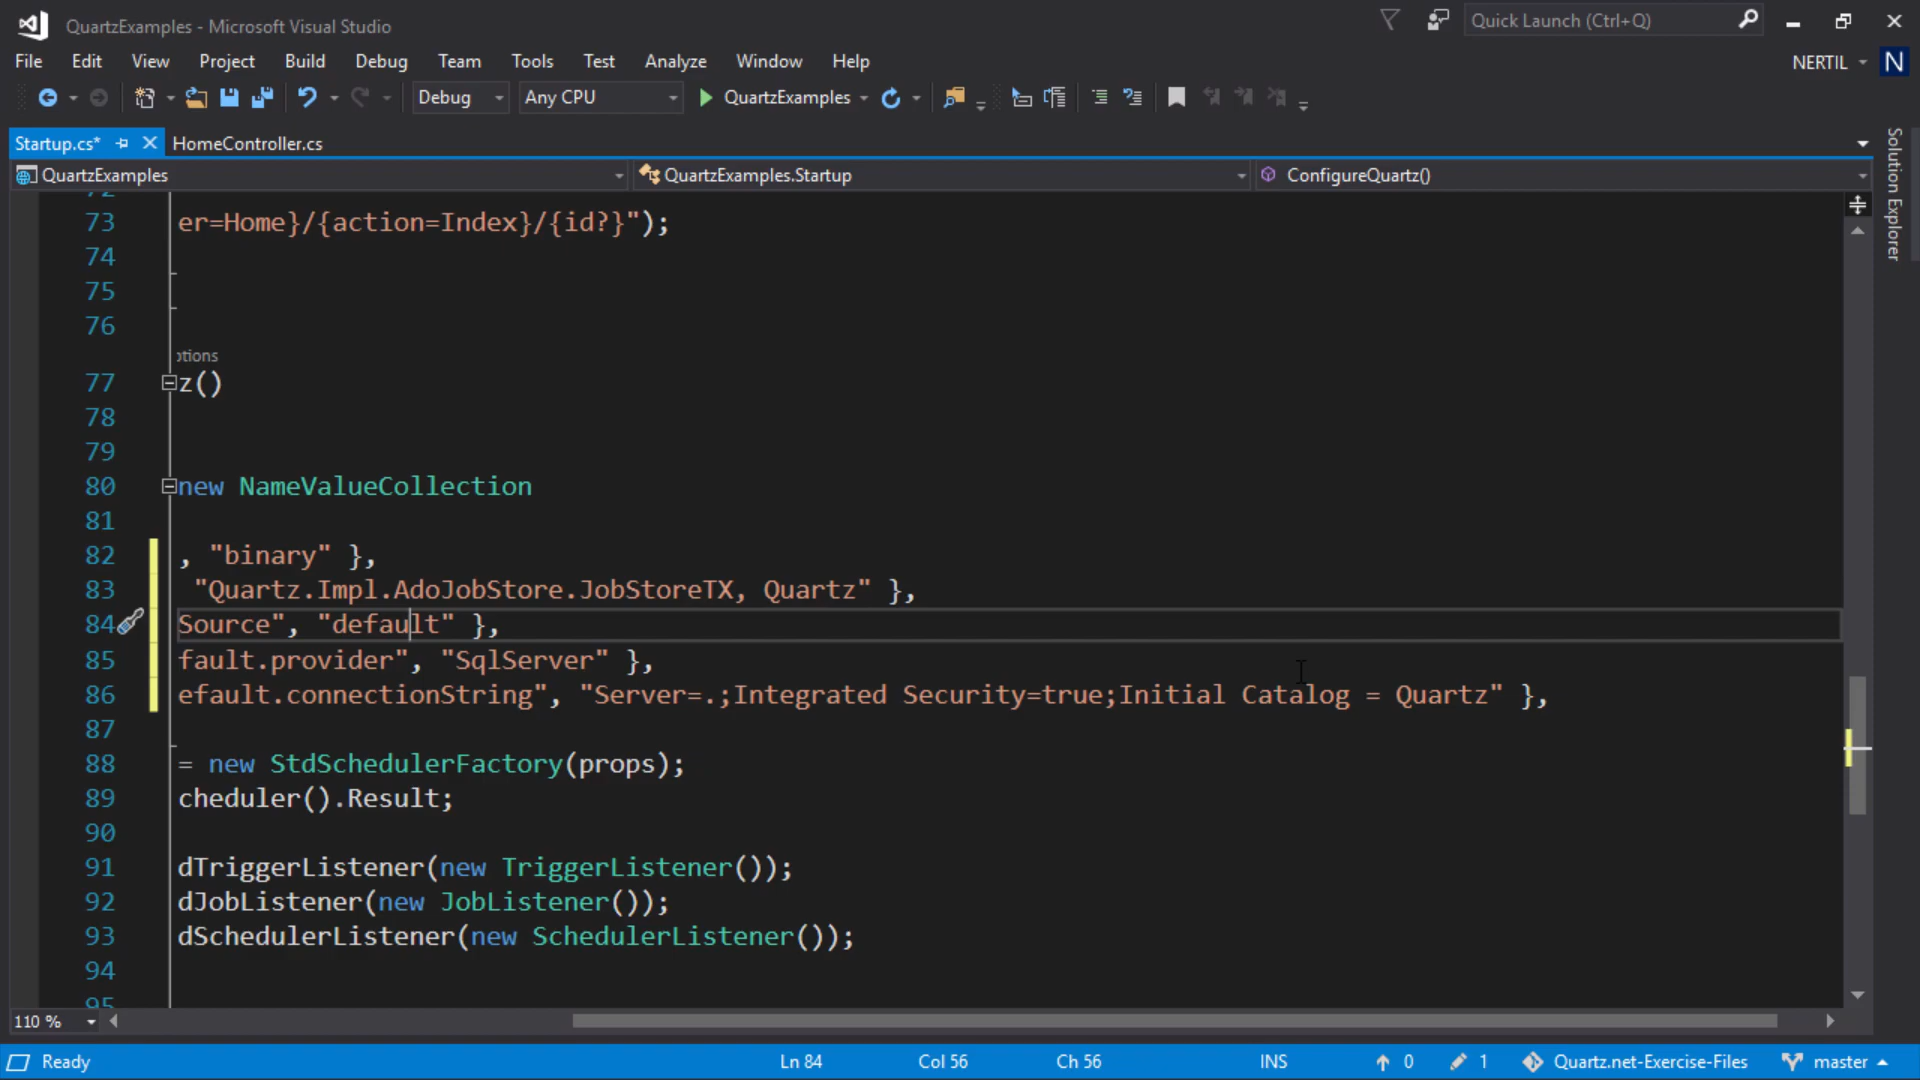 QuartzExamples - Microsoft Visual Studio
Quick Launch (Ctrl+Q)
File Edit View Project Build Debug Team Tools Test Analyze Window Help
NERTIL N
Debug Any CPU QuartzExamples
Startup.cs* HomeController.cs
QuartzExamples QuartzExamples.Startup ConfigureQuartz()
Solution Explorer
73 er=Home}/{action=Index}/{id?}");
74
75
76
ptions
77 z()
78
79
80 new NameValueCollection
81
82 , "binary" },
83 "Quartz.Impl.AdoJobStore.JobStoreTX, Quartz" },
84 Source", "default" },
85 fault.provider", "SqlServer" },
86 efault.connectionString", "Server=.;Integrated Security=true;Initial Catalog = Quartz" },
87
88 = new StdSchedulerFactory(props);
89 cheduler().Result;
90
91 dTriggerListener(new TriggerListener());
92 dJobListener(new JobListener());
93 dSchedulerListener(new SchedulerListener());
94
95
110 %
Ready Ln 84 Col 56 Ch 56 INS 0 1 Quartz.net-Exercise-Files master